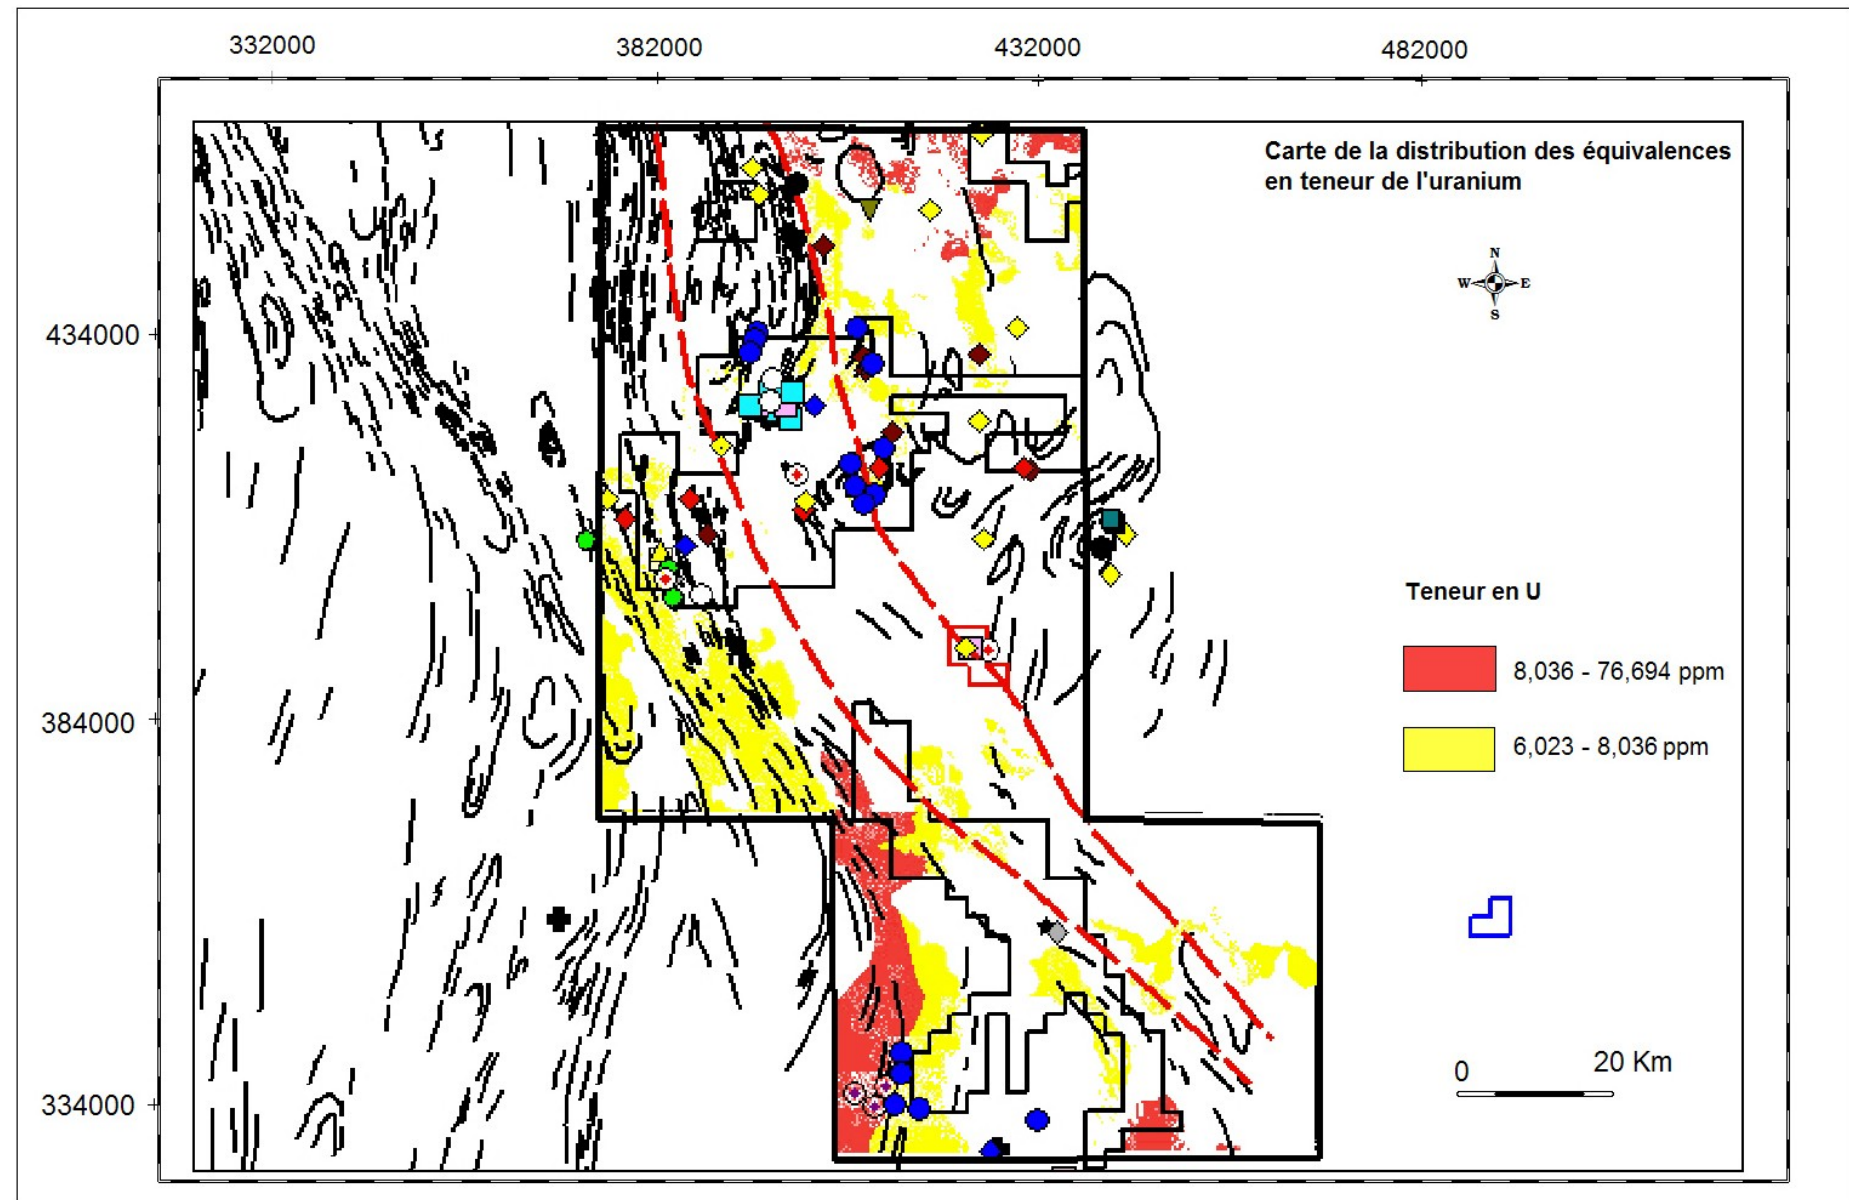 332000 382000 432000 482000
Carte de la distribution des équivalences
en teneur de l'uranium
N
W E
S
434000
Teneur en U
8,036 - 76,694 ppm
384000
6,023 - 8,036 ppm
0 20 Km
334000